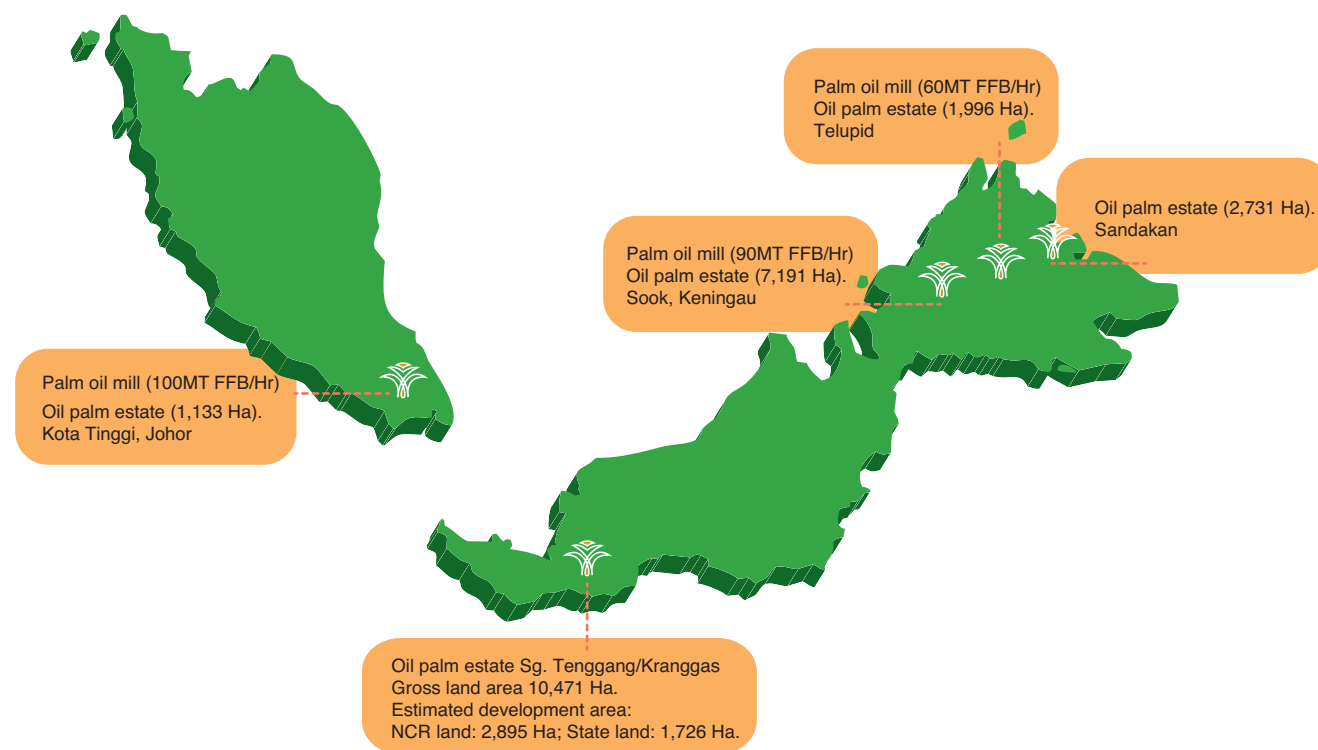 Palm oil mill (60MT FFB/Hr)
Oil palm estate (1,996 Ha).
Telupid
Oil palm estate (2,731 Ha).
Sandakan
Palm oil mill (90MT FFB/Hr)
Oil palm estate (7,191 Ha).
Sook, Keningau
Palm oil mill (100MT FFB/Hr)
Oil palm estate (1,133 Ha).
Kota Tinggi, Johor
Oil palm estate Sg. Tenggang/Kranggas
Gross land area 10,471 Ha.
Estimated development area:
NCR land: 2,895 Ha; State land: 1,726 Ha.